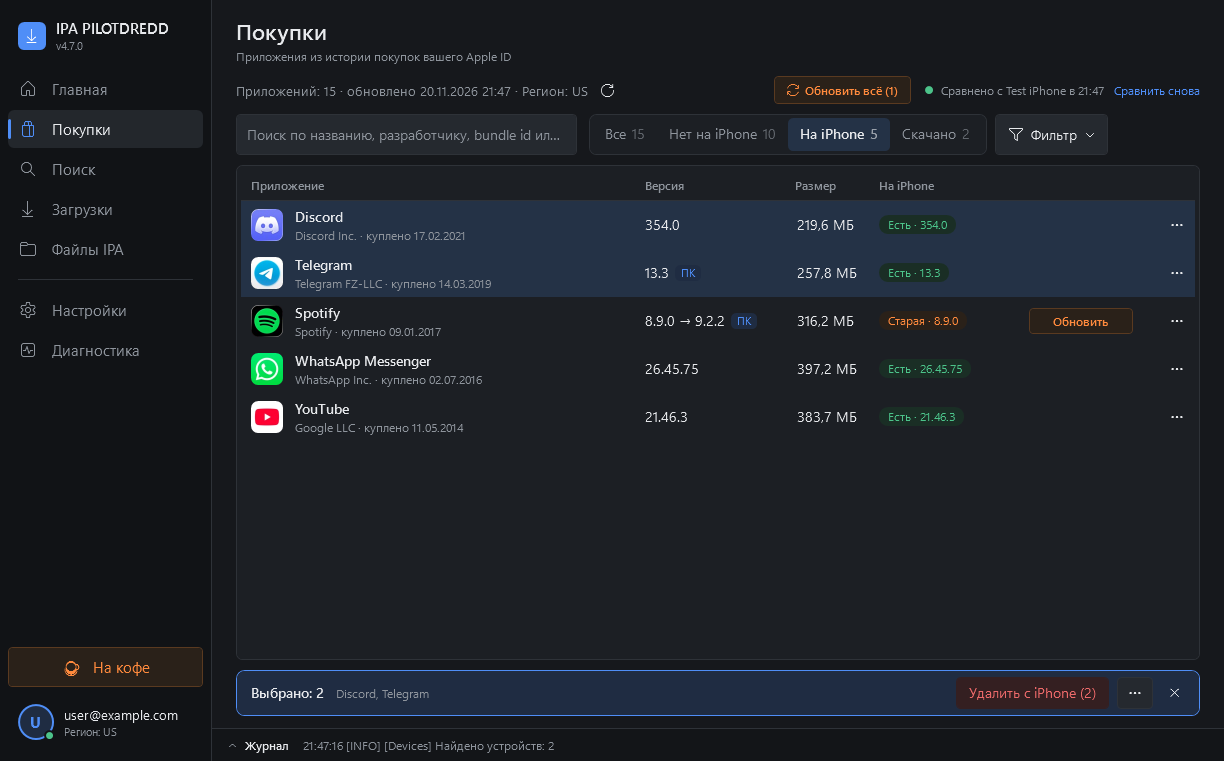 IPA PILOTDREDD
v4.7.0
Главная
Покупки
Поиск
Загрузки
Файлы IPA
Настройки
Диагностика
На кофе
U
user@example.com
Регион: US
Покупки
Приложения из истории покупок вашего Apple ID
Приложений: 15 · обновлено 20.11.2026 21:47 · Регион: US
Обновить всё (1)
Сравнено с Test iPhone в 21:47
Сравнить снова
Поиск по названию, разработчику, bundle id ил...
Все 15
Нет на iPhone 10
На iPhone 5
Скачано 2
Фильтр
Приложение Версия Размер На iPhone
Discord
Discord Inc. · куплено 17.02.2021
354.0
219,6 МБ
Есть · 354.0
Telegram
Telegram FZ-LLC · куплено 14.03.2019
13.3 ПК
257,8 МБ
Есть · 13.3
Spotify
Spotify · куплено 09.01.2017
8.9.0 → 9.2.2 ПК
316,2 МБ
Старая · 8.9.0
Обновить
WhatsApp Messenger
WhatsApp Inc. · куплено 02.07.2016
26.45.75
397,2 МБ
Есть · 26.45.75
YouTube
Google LLC · куплено 11.05.2014
21.46.3
383,7 МБ
Есть · 21.46.3
Выбрано: 2 Discord, Telegram
Удалить с iPhone (2)
Журнал 21:47:16 [INFO] [Devices] Найдено устройств: 2